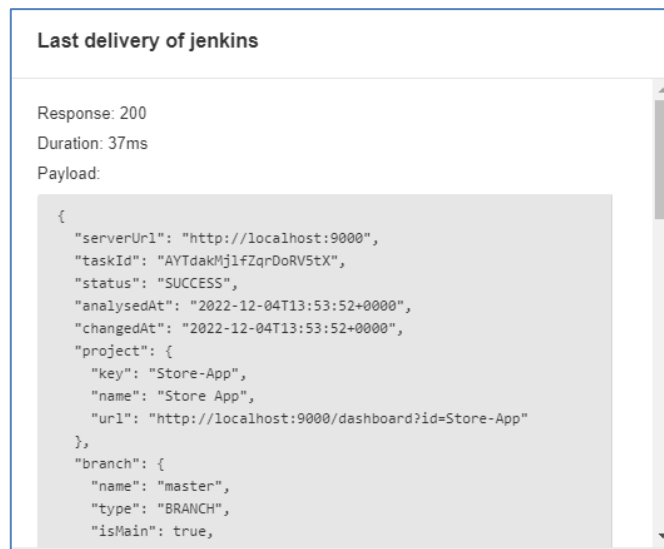 Last delivery of jenkins
Response: 200
Duration: 37ms
Payload:
{
"serverUrl": "http://localhost:9000",
"taskId": "AYTdakMjlfZqrDoRV5tX",
"status": "SUCCESS",
"analysedAt": "2022-12-04T13:53:52+0000",
"changedAt": "2022-12-04T13:53:52+0000",
"project": {
"key": "Store-App",
"name": "Store App",
"url": "http://localhost:9000/dashboard?id=Store-App"
},
"branch": {
"name": "master",
"type": "BRANCH",
"isMain": true,